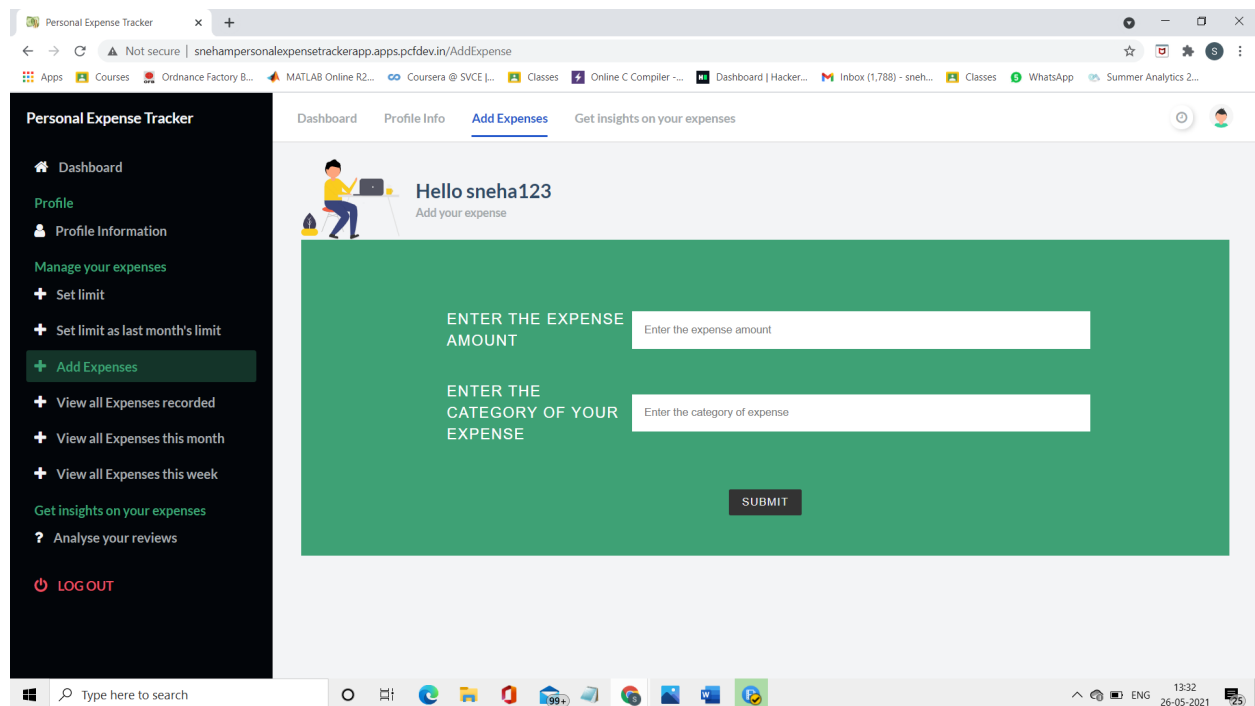 Personal Expense Tracker
Not secure | snehampersonalexpensetrackerapp.apps.pcfdev.in/AddExpense
S
Apps Courses Ordnance Factory B... MATLAB Online R2... Coursera @ SVCE |... Classes Online C Compiler -... Dashboard | Hacker... Inbox (1,788) – sneh... Classes WhatsApp Summer Analytics 2...
Personal Expense Tracker
Dashboard Profile Info Add Expenses Get insights on your expenses
Dashboard
Profile
Profile Information
Manage your expenses
Set limit
Set limit as last month's limit
Add Expenses
View all Expenses recorded
View all Expenses this month
View all Expenses this week
Get insights on your expenses
? Analyse your reviews
LOG OUT
Hello sneha123
Add your expense
ENTER THE EXPENSE
AMOUNT
Enter the expense amount
ENTER THE
CATEGORY OF YOUR
EXPENSE
Enter the category of expense
SUBMIT
Type here to search
99+
ENG
13:32
26-05-2021
25